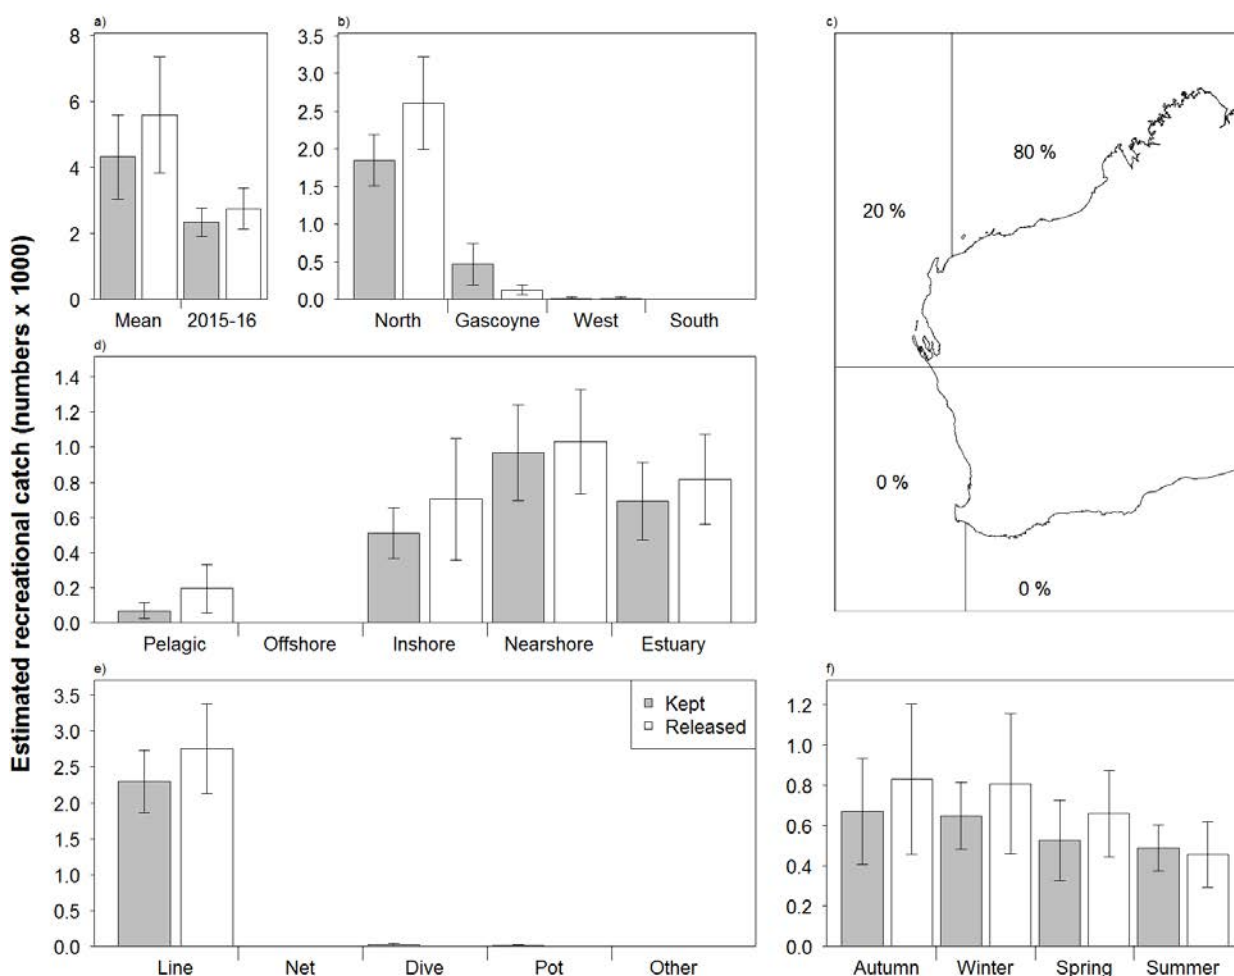 Estimated recreational catch (numbers x 1000)
a)
8
6
4
2
0
Mean 2015-16
b)
3.5
3.0
2.5
2.0
1.5
1.0
0.5
0.0
North Gascoyne West South
c)
80 %
20 %
0 %
0 %
d)
1.4
1.2
1.0
0.8
0.6
0.4
0.2
0.0
Pelagic Offshore Inshore Nearshore Estuary
e)
3.5
3.0
2.5
2.0
1.5
1.0
0.5
0.0
Kept
Released
Line Net Dive Pot Other
f)
1.2
1.0
0.8
0.6
0.4
0.2
0.0
Autumn Winter Spring Summer